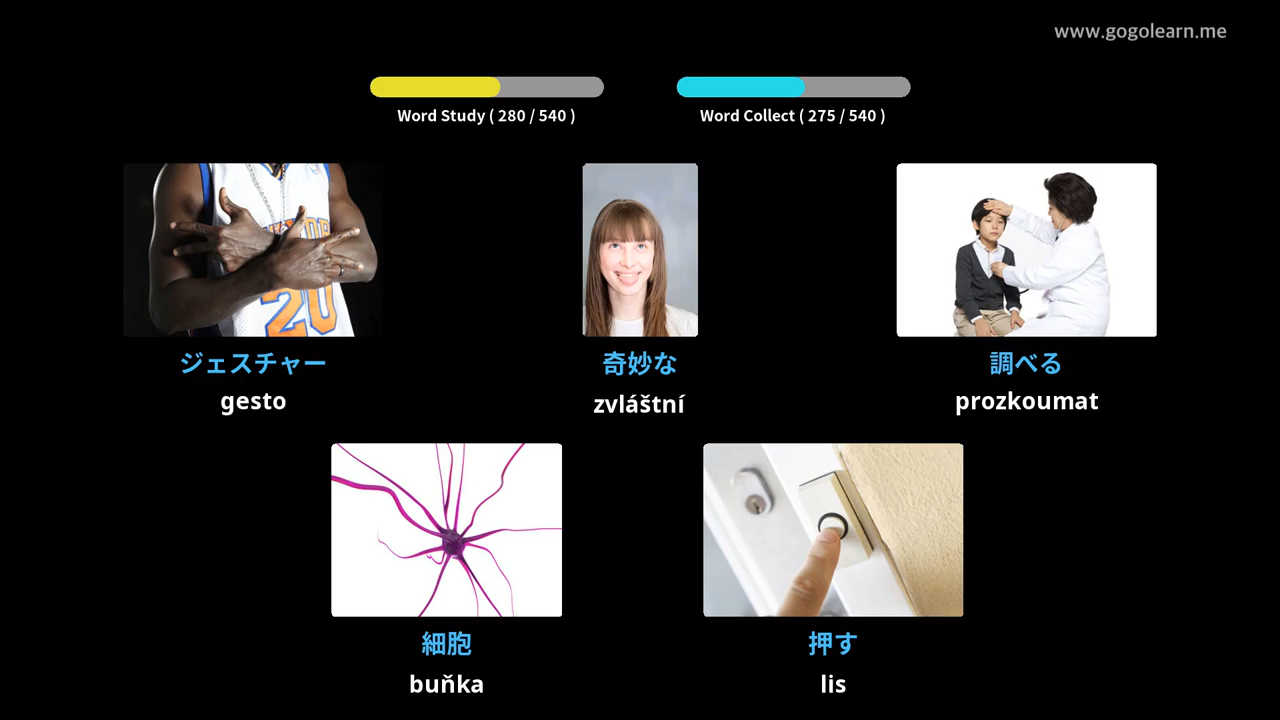 www.gogolearn.me
Word Study ( 280 / 540 )
Word Collect ( 275 / 540 )
20
ジェスチャー
gesto
奇妙な
zvláštní
調べる
prozkoumat
細胞
buňka
押す
lis